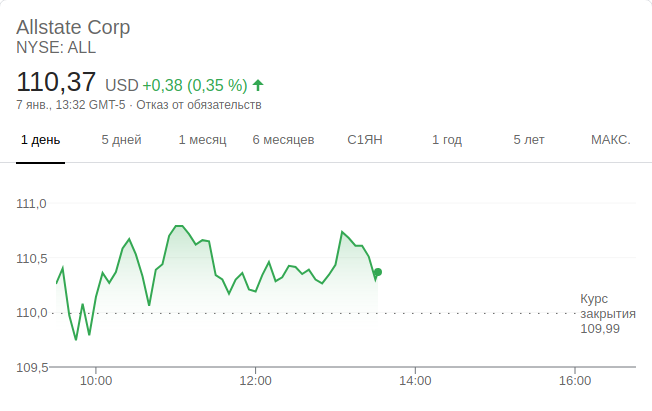 Allstate Corp
NYSE: ALL
110,37 USD +0,38 (0,35 %)
7 янв., 13:32 GMT-5 · Отказ от обязательств
1 день 5 дней 1 месяц 6 месяцев С1ЯН 1 год 5 лет МАКС.
111,0
110,5
110,0
109,5
Курс
закрытия
109,99
10:00 12:00 14:00 16:00